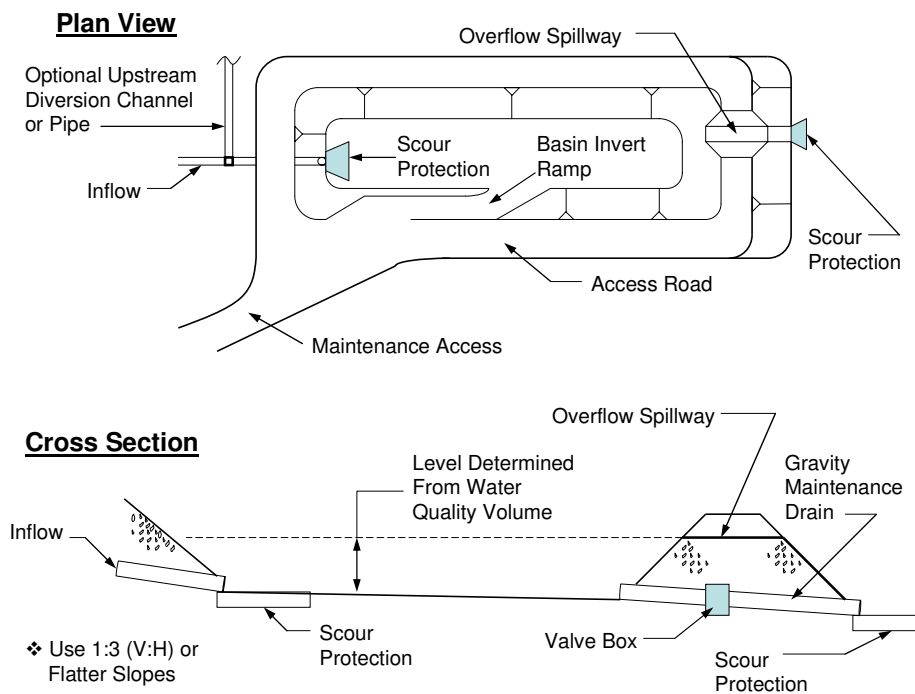 Plan View
Overflow Spillway
Optional Upstream
Diversion Channel
or Pipe
Scour
Protection
Basin Invert
Ramp
Inflow
Scour
Protection
Access Road
Maintenance Access
Overflow Spillway
Cross Section
Level Determined
From Water
Quality Volume
Gravity
Maintenance
Drain
Inflow
Scour
Protection
Valve Box
Scour
Protection
❖ Use 1:3 (V:H) or
Flatter Slopes